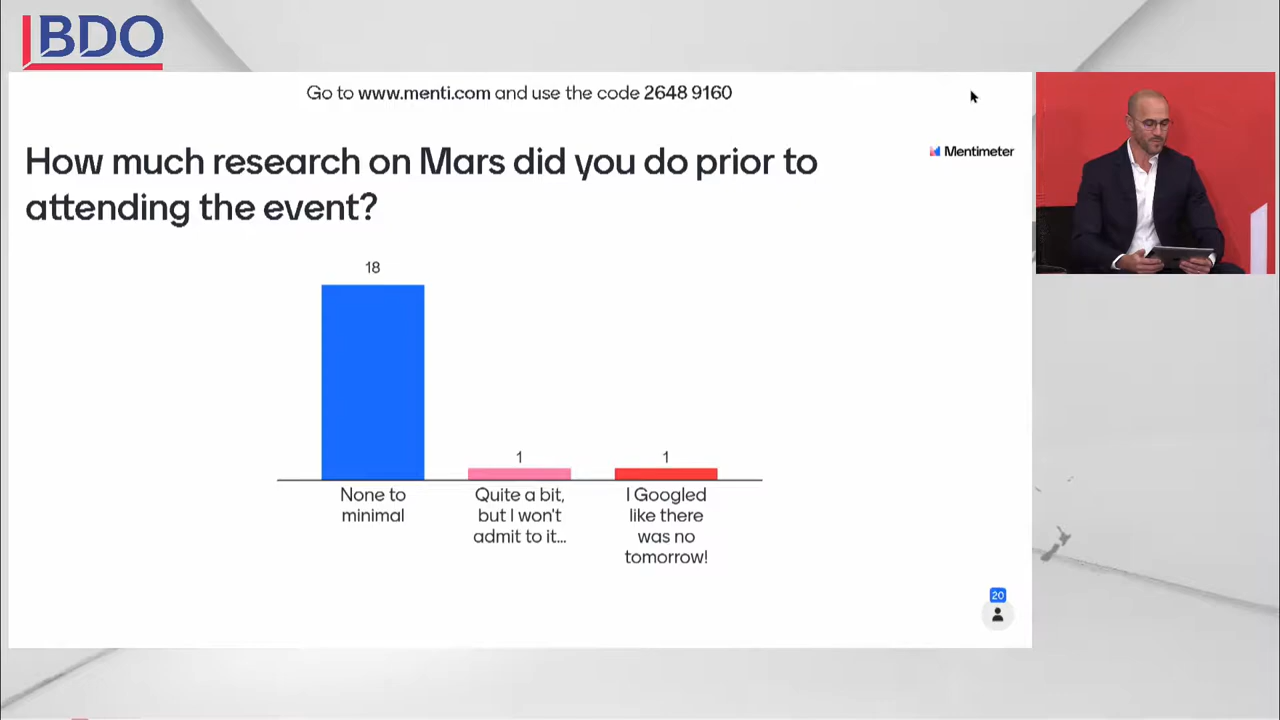 BDO
Go to www.menti.com and use the code 2648 9160
Mentimeter
How much research on Mars did you do prior to
attending the event?
18
1
1
None to
minimal
Quite a bit,
but I won't
admit to it...
I Googled
like there
was no
tomorrow!
20